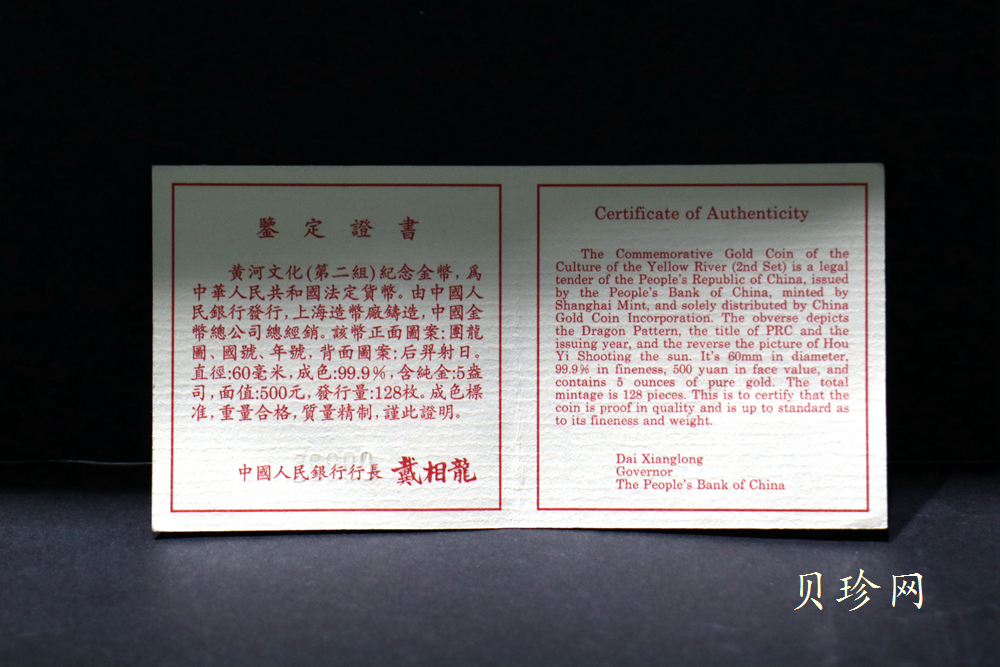 鑒定證書
黄河文化(第二組)紀念金幣，爲
中華人民共和國法定貨幣。由中國人
民銀行發行，上海造幣廠鑄造，中國金
幣總公司總經銷。該幣正面圖案:團龍
圖、國號、年號，背面圖案:后羿射日。
直徑:60毫米，成色:99.9%，含純金:5盎
司，面值:500元，發行量:128枚。成色標
准，重量合格，質量精制，謹此證明。
中國人民銀行行長 戴相龍
Certificate of Authenticity
The Commemorative Gold Coin of the
Culture of the Yellow River (2nd Set) is a legal
tender of the People's Republic of China, issued
by the People's Bank of China, minted by
Shanghai Mint, and solely distributed by China
Gold Coin Incorporation. The obverse depicts
the Dragon Pattern, the title of PRC and the
issuing year, and the reverse the picture of Hou
Yi Shooting the sun. It's 60mm in diameter,
99.9% in fineness, 500 yuan in face value, and
contains 5 ounces of pure gold. The total
mintage is 128 pieces. This is to certify that the
coin is proof in quality and is up to standard as
to its fineness and weight.
Dai Xianglong
Governor
The People's Bank of China
贝珍网